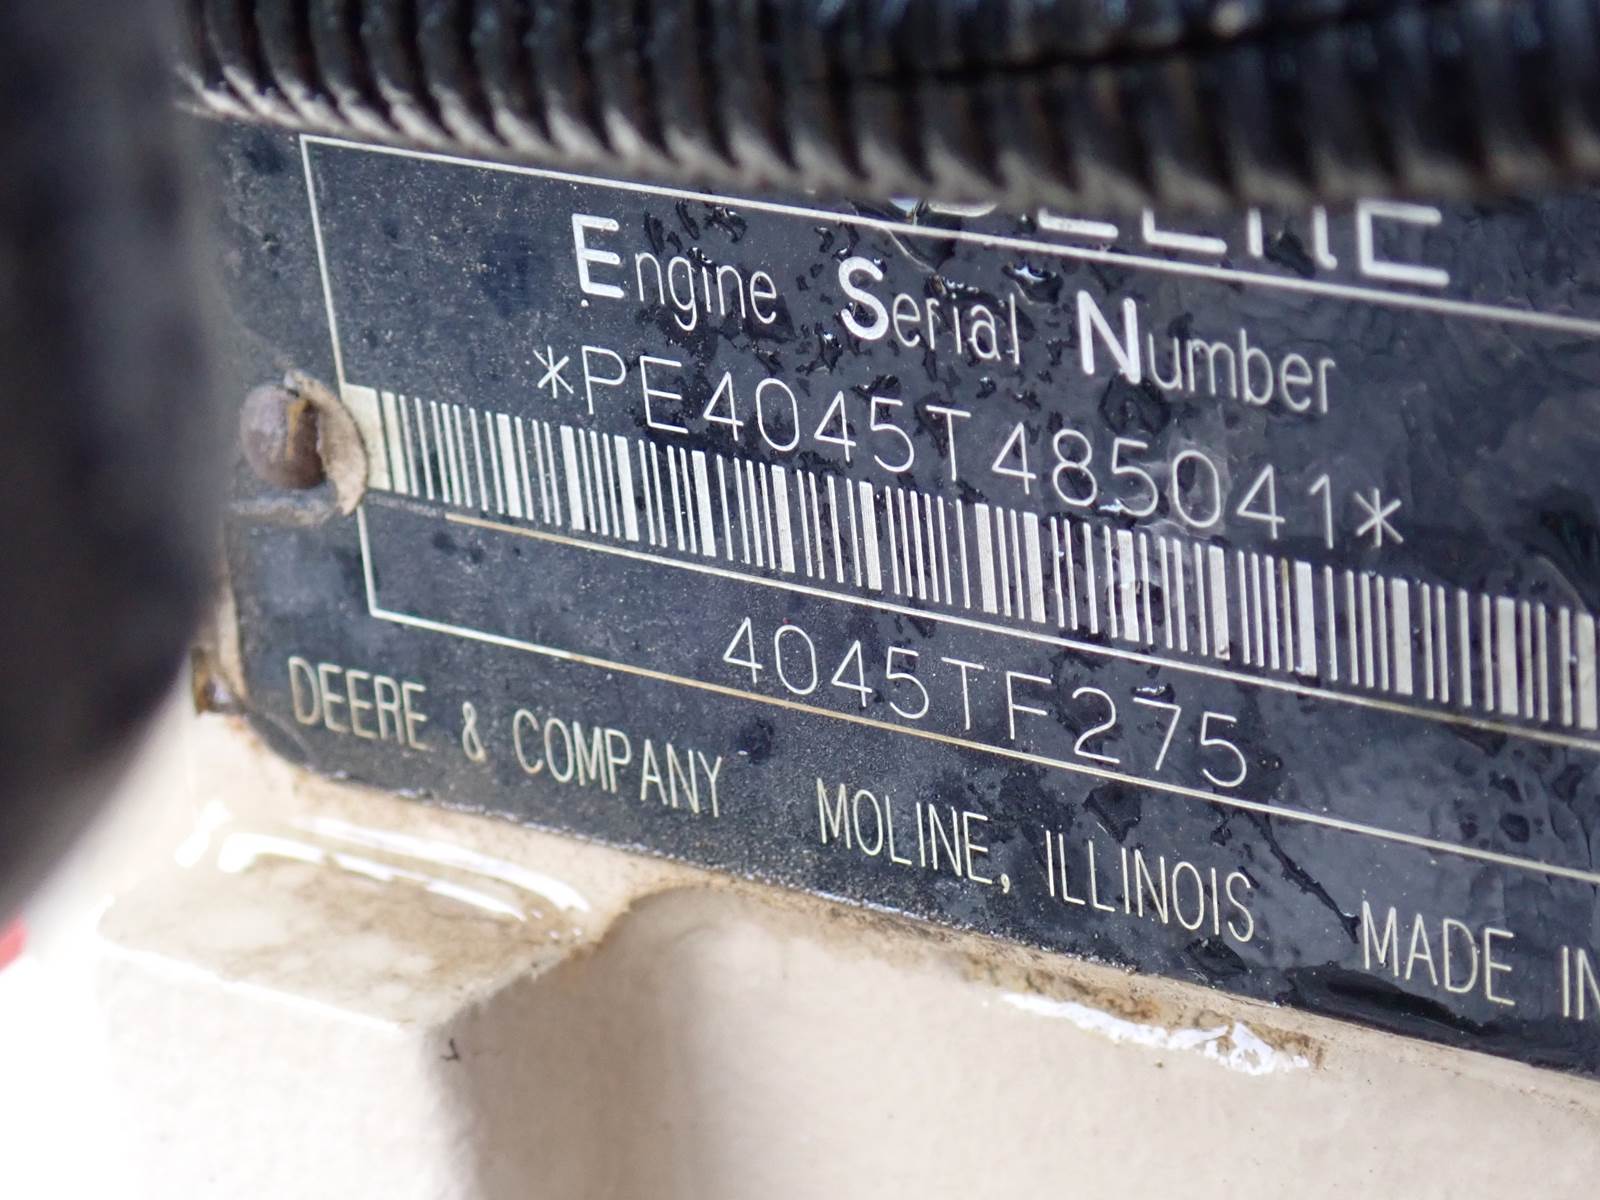 Engine Serial Number
*PE4045T485041*
4045TF275
DEERE & COMPANY MOLINE, ILLINOIS MADE IN